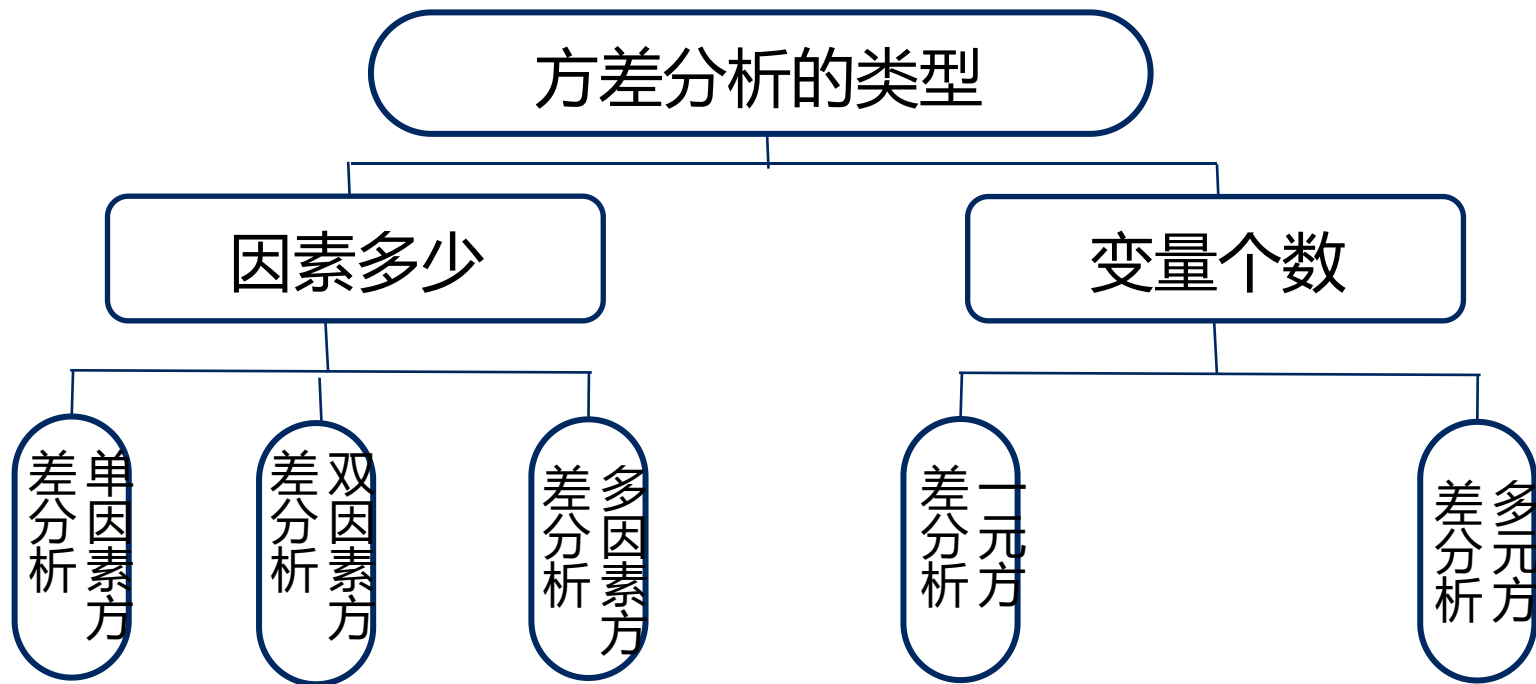 方差分析的类型
因素多少
变量个数
单因素方
差分析
双因素方
差分析
多因素方
差分析
一元方
差分析
多元方
差分析